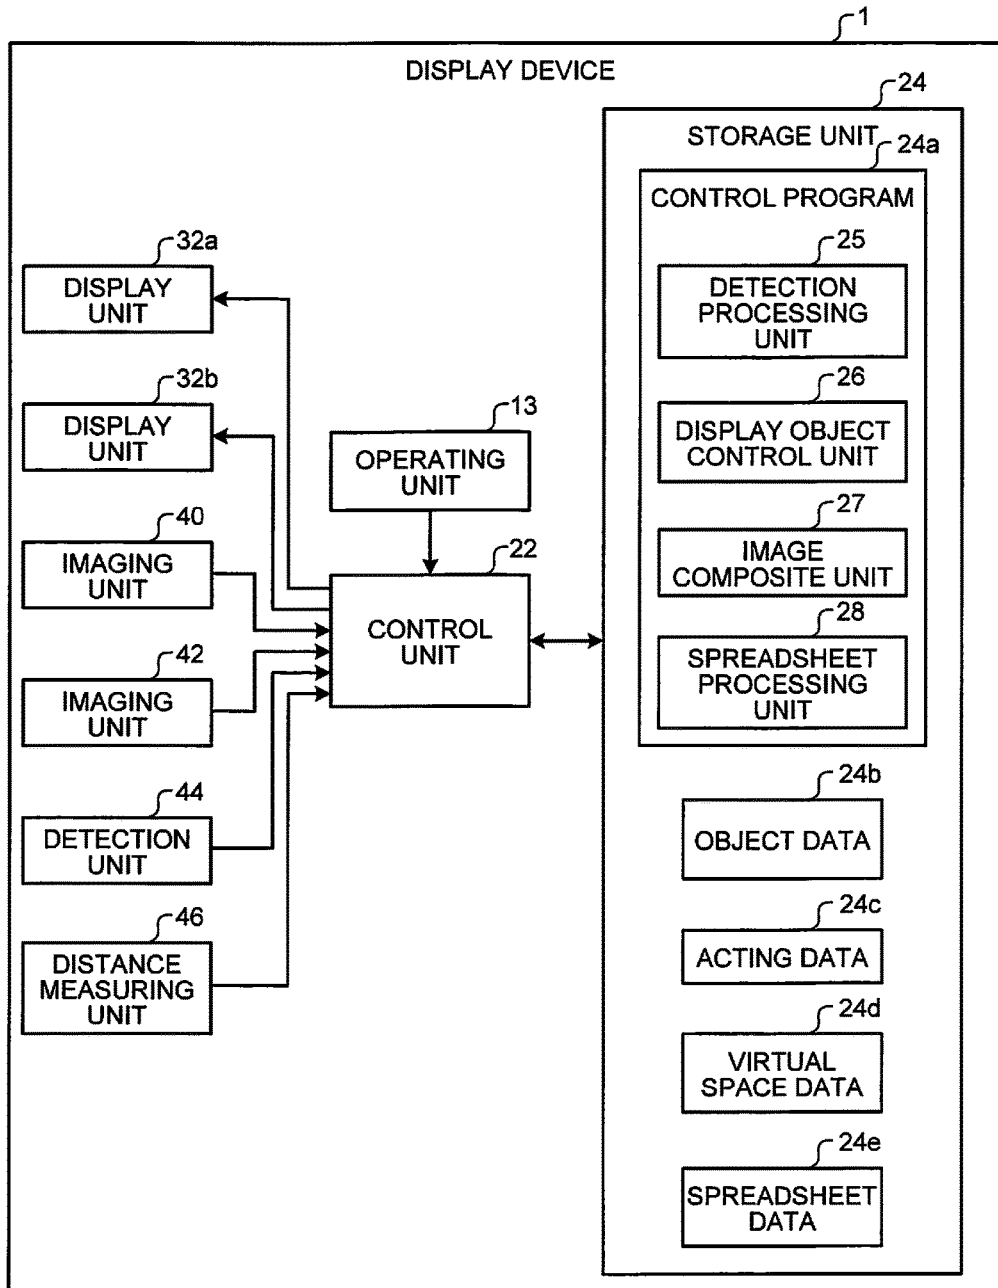 1
DISPLAY DEVICE
24
STORAGE UNIT
24a
CONTROL PROGRAM
25
DETECTION
PROCESSING
UNIT
26
DISPLAY OBJECT
CONTROL UNIT
27
IMAGE
COMPOSITE UNIT
28
SPREADSHEET
PROCESSING
UNIT
24b
OBJECT DATA
24c
ACTING DATA
24d
VIRTUAL
SPACE DATA
24e
SPREADSHEET
DATA
32a
DISPLAY
UNIT
32b
DISPLAY
UNIT
40
IMAGING
UNIT
42
IMAGING
UNIT
44
DETECTION
UNIT
46
DISTANCE
MEASURING
UNIT
13
OPERATING
UNIT
22
CONTROL
UNIT